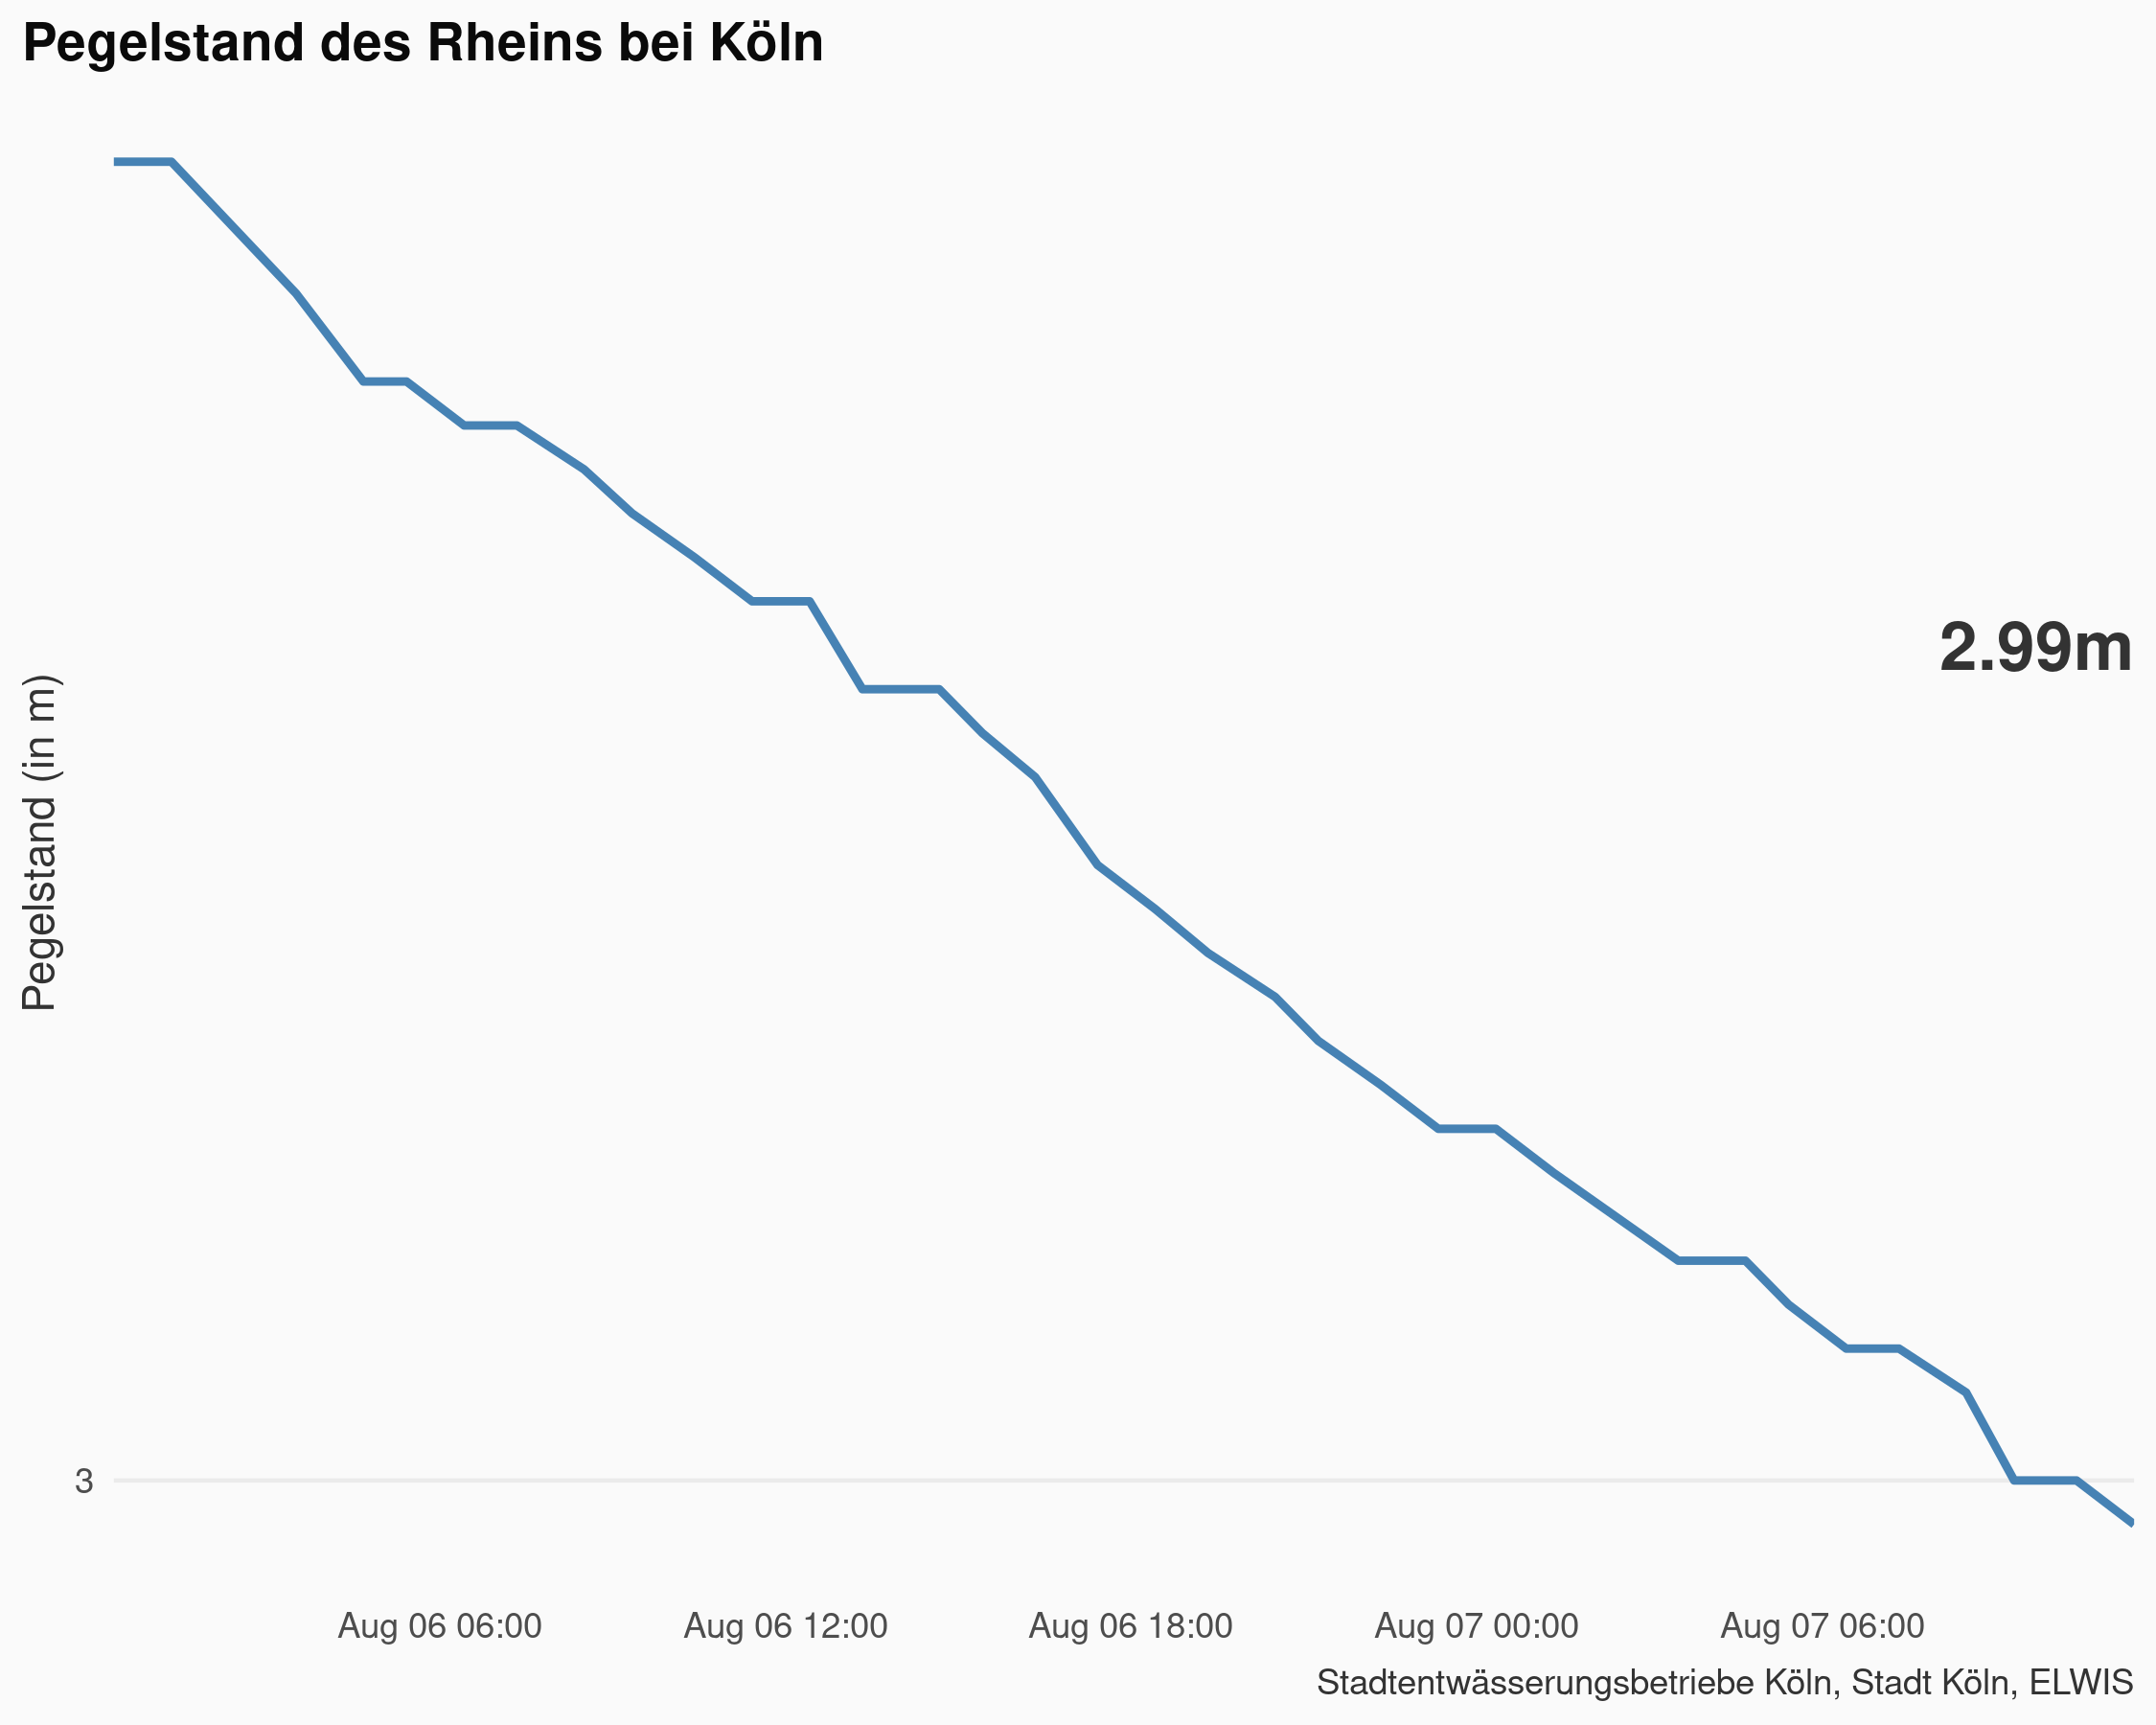 Pegelstand des Rheins bei Köln
2.99m
Pegelstand (in m)
3
Aug 06 06:00 Aug 06 12:00 Aug 06 18:00 Aug 07 00:00 Aug 07 06:00
Stadtentwässerungsbetriebe Köln, Stadt Köln, ELWIS